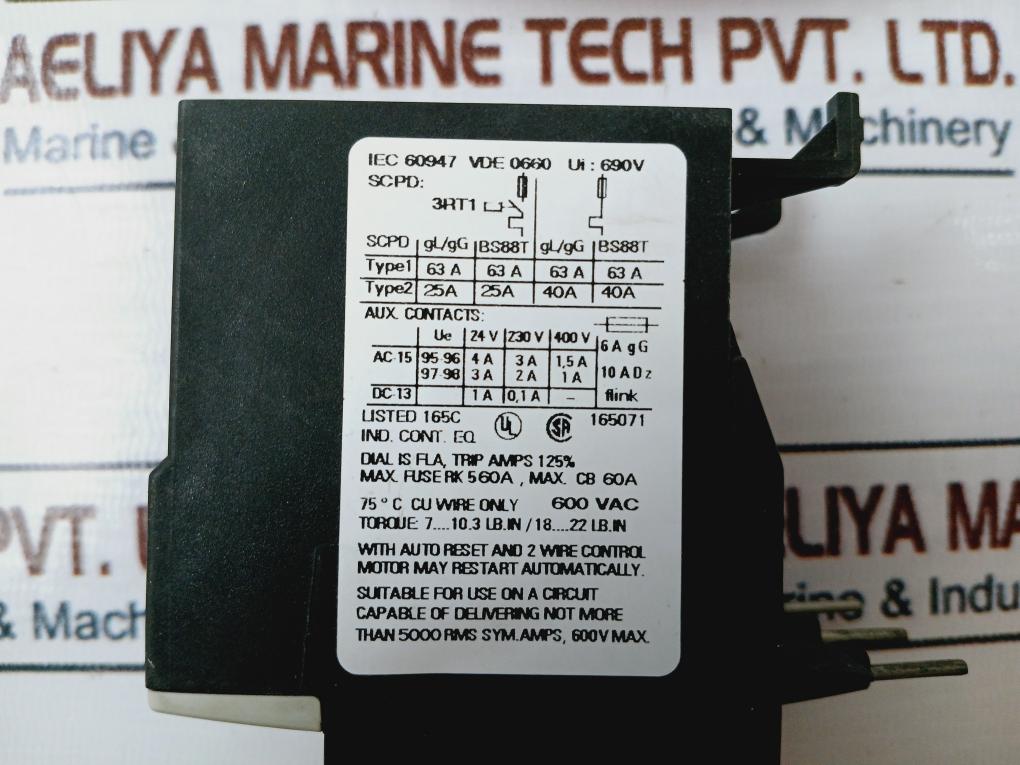 AELIYA MARINE TECH PVT. LTD.
Marine & Machinery
IEC 60947 VDE 0660 Ui : 690V
SCPD:
3RT1
SCPD gL/gG BS88T gL/gG BS88T
Type1 63 A 63 A 63 A 63 A
Type2 25A 25A 40A 40A
AUX. CONTACTS:
Ue 24 V 230 V 400 V
6 A gG
AC-15 95-96 4 A 3 A 1,5 A
97-98 3 A 2 A 1 A
10 A Dz
DC-13 1 A 0,1 A –
flink
LISTED 165C UL SA 165071
IND. CONT. EQ.
DIAL IS FLA, TRIP AMPS 125%
MAX. FUSE RK 5 60A , MAX. CB 60A
75 ° C CU WIRE ONLY 600 VAC
TORQUE: 7....10.3 LB.IN / 18....22 LB.IN
WITH AUTO RESET AND 2 WIRE CONTROL
MOTOR MAY RESTART AUTOMATICALLY.
SUITABLE FOR USE ON A CIRCUIT
CAPABLE OF DELIVERING NOT MORE
THAN 5000 RMS SYM.AMPS, 600V MAX.
PVT.
LIYA MA
& Mach
rine & Indu